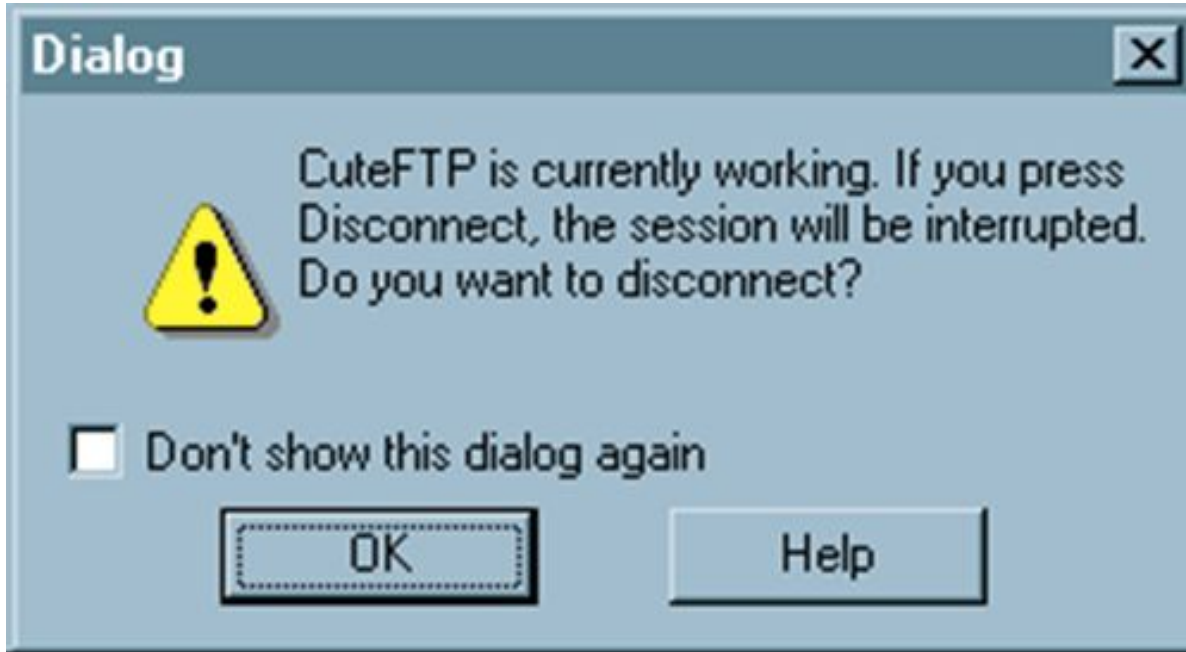 Dialog
CuteFTP is currently working. If you press
Disconnect, the session will be interrupted.
Do you want to disconnect?
Don't show this dialog again
OK
Help